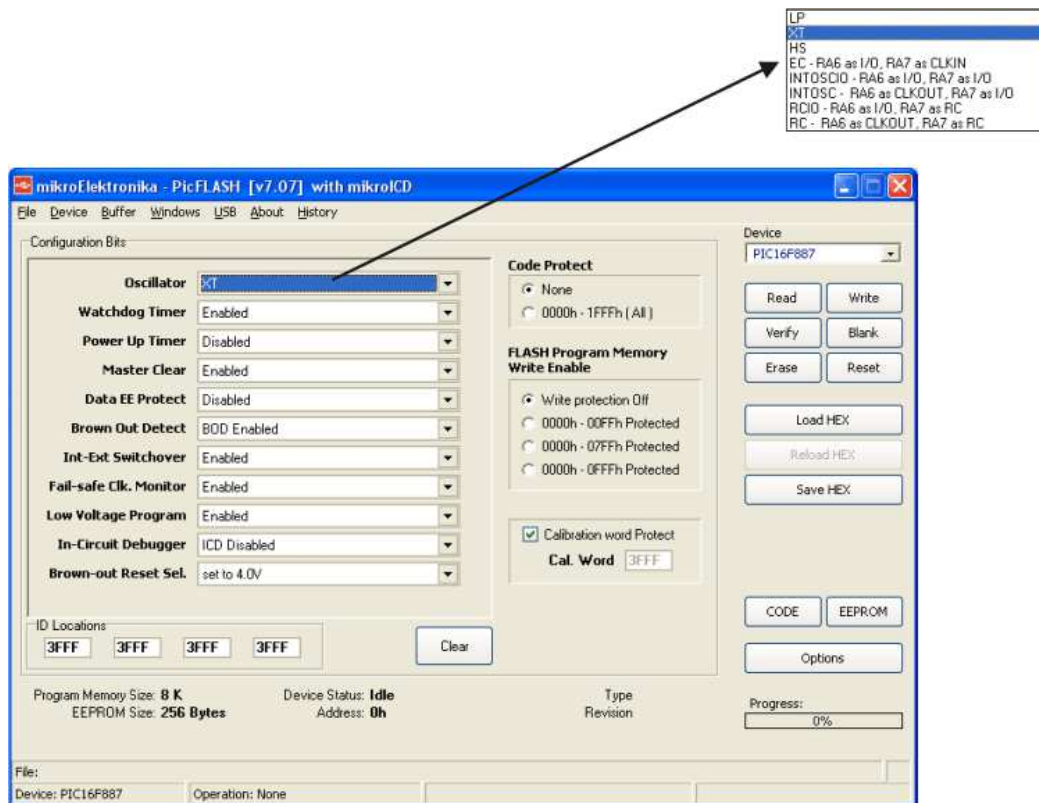 LP
XT
HS
EC - RA6 as I/O, RA7 as CLKIN
INTOSCIO - RA6 as I/O, RA7 as I/O
INTOSC - RA6 as CLKOUT, RA7 as I/O
RCIO - RA6 as I/O, RA7 as RC
RC - RA6 as CLKOUT, RA7 as RC
mikroElektronika - PicFLASH [v7.07] with mikroICD
File Device Buffer Windows USB About History
Configuration Bits
Oscillator XT
Watchdog Timer Enabled
Power Up Timer Disabled
Master Clear Enabled
Data EE Protect Disabled
Brown Out Detect BOD Enabled
Int-Ext Switchover Enabled
Fail-safe Clk. Monitor Enabled
Low Voltage Program Enabled
In-Circuit Debugger ICD Disabled
Brown-out Reset Sel. set to 4.0V
ID Locations
3FFF 3FFF 3FFF 3FFF
Clear
Code Protect
None
0000h - 1FFFh ( All )
FLASH Program Memory
Write Enable
Write protection Off
0000h - 00FFh Protected
0000h - 07FFh Protected
0000h - 0FFFh Protected
Calibration word Protect
Cal. Word 3FFF
Device
PIC16F887
Read Write
Verify Blank
Erase Reset
Load HEX
Reload HEX
Save HEX
CODE EEPROM
Options
Progress:
0%
Program Memory Size: 8 K Device Status: Idle Type
EEPROM Size: 256 Bytes Address: 0h Revision
File:
Device: PIC16F887 Operation: None